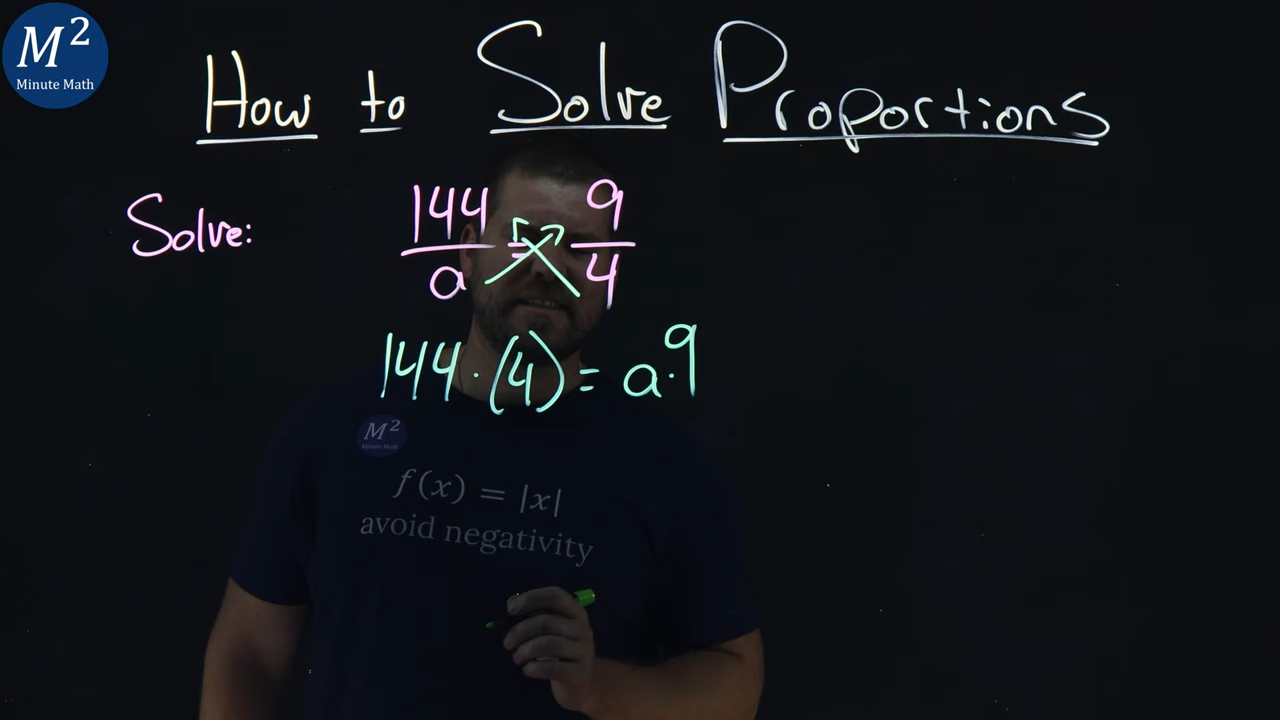 M²
Minute Math
How to Solve Proportions
Solve: 144/a = 9/4
144·(4) = a·9
M²
Minute Math
f(x) = |x|
avoid negativity